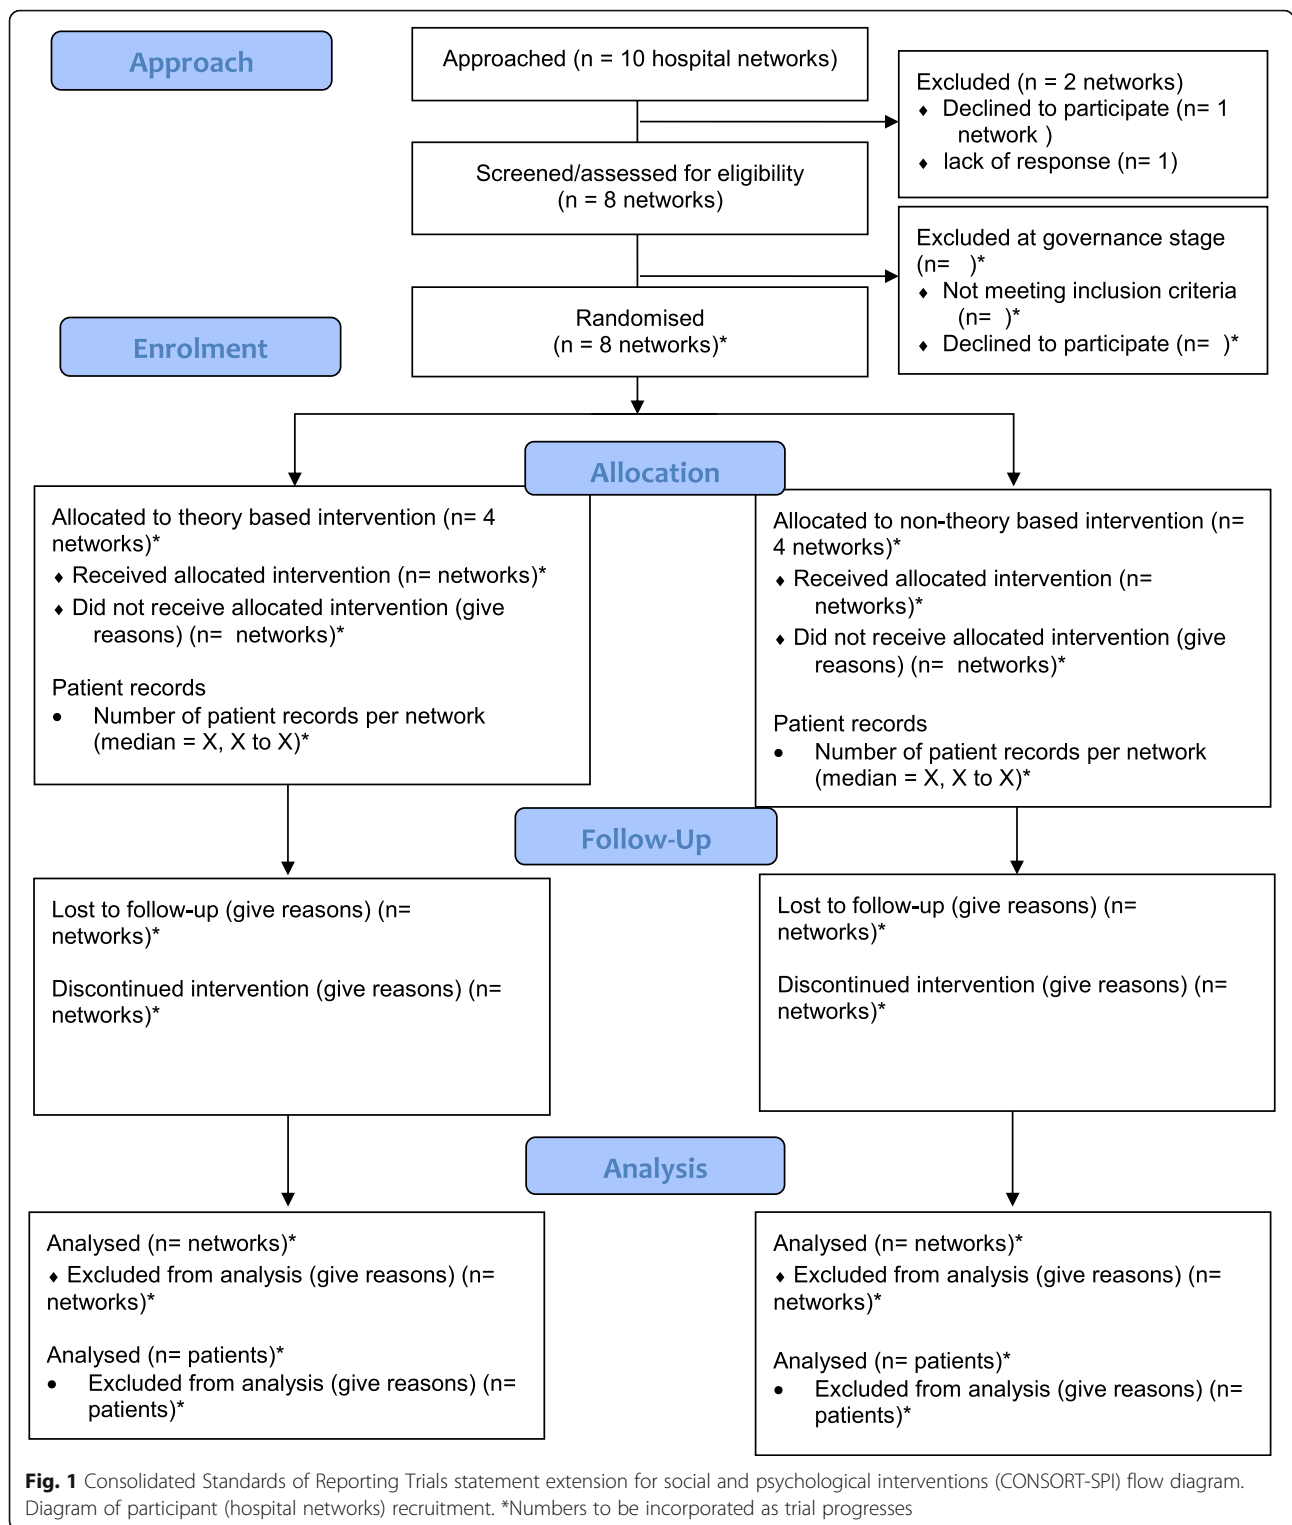 Approach
Approached (n = 10 hospital networks)
Excluded (n = 2 networks)
♦ Declined to participate (n= 1
network )
♦ lack of response (n= 1)
Screened/assessed for eligibility
(n = 8 networks)
Excluded at governance stage
(n=   )*
♦ Not meeting inclusion criteria
(n=  )*
♦ Declined to participate (n=  )*
Enrolment
Randomised
(n = 8 networks)*
Allocation
Allocated to theory based intervention (n= 4
networks)*
♦ Received allocated intervention (n= networks)*
♦ Did not receive allocated intervention (give
reasons) (n=  networks)*
Patient records
• Number of patient records per network
(median = X, X to X)*
Allocated to non-theory based intervention (n=
4 networks)*
♦ Received allocated intervention (n=
networks)*
♦ Did not receive allocated intervention (give
reasons) (n=  networks)*
Patient records
• Number of patient records per network
(median = X, X to X)*
Follow-Up
Lost to follow-up (give reasons) (n=
networks)*
Discontinued intervention (give reasons) (n=
networks)*
Lost to follow-up (give reasons) (n=
networks)*
Discontinued intervention (give reasons) (n=
networks)*
Analysis
Analysed (n= networks)*
♦ Excluded from analysis (give reasons) (n=
networks)*
Analysed (n= patients)*
• Excluded from analysis (give reasons) (n=
patients)*
Analysed (n= networks)*
♦ Excluded from analysis (give reasons) (n=
networks)*
Analysed (n= patients)*
• Excluded from analysis (give reasons) (n=
patients)*
Fig. 1 Consolidated Standards of Reporting Trials statement extension for social and psychological interventions (CONSORT-SPI) flow diagram.
Diagram of participant (hospital networks) recruitment. *Numbers to be incorporated as trial progresses